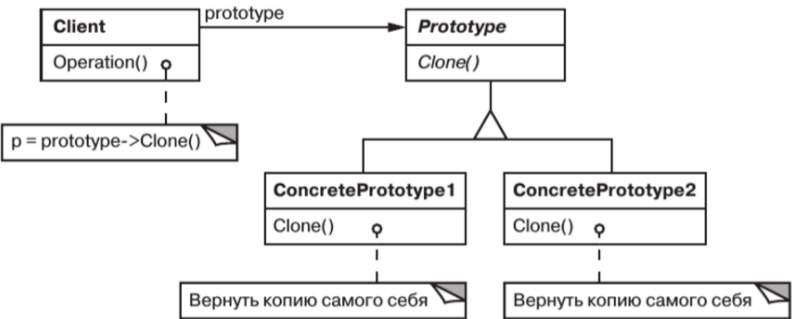 prototype
Client
Prototype
Operation()
Clone()
p = prototype->Clone()
ConcretePrototype1
ConcretePrototype2
Clone()
Clone()
Вернуть копию самого себя
Вернуть копию самого себя